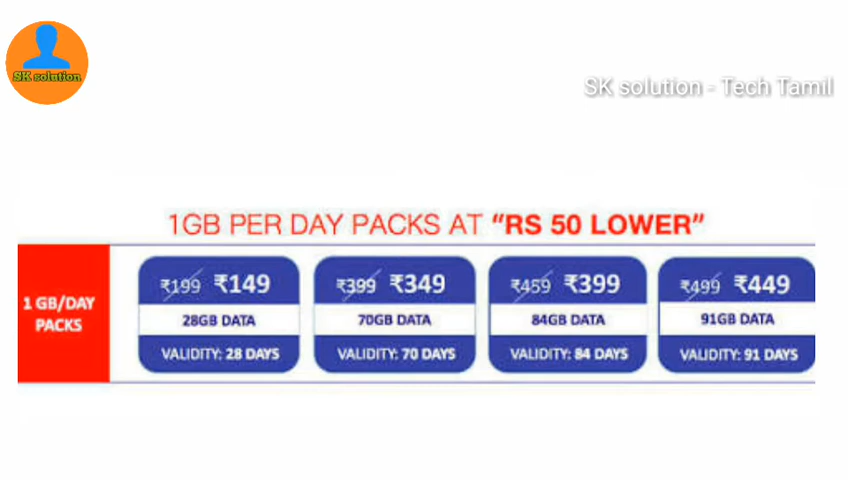 SK solution
SK solution - Tech Tamil
1GB PER DAY PACKS AT "RS 50 LOWER"
1 GB/DAY
PACKS
₹199 ₹149
28GB DATA
VALIDITY: 28 DAYS
₹399 ₹349
70GB DATA
VALIDITY: 70 DAYS
₹459 ₹399
84GB DATA
VALIDITY: 84 DAYS
₹499 ₹449
91GB DATA
VALIDITY: 91 DAYS